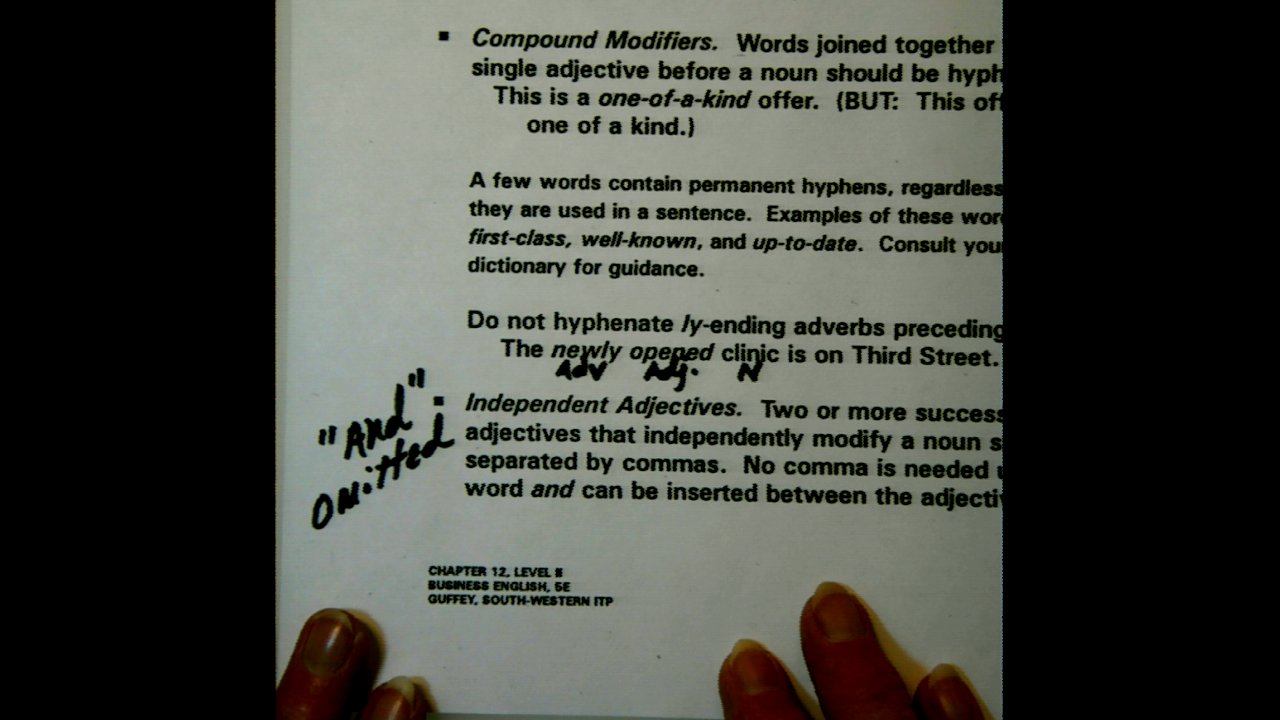 ▪ Compound Modifiers. Words joined together
single adjective before a noun should be hyph
This is a one-of-a-kind offer. (BUT: This off
one of a kind.)
A few words contain permanent hyphens, regardless
they are used in a sentence. Examples of these wor
first-class, well-known, and up-to-date. Consult you
dictionary for guidance.
Do not hyphenate ly-ending adverbs preceding
The newly opened clinic is on Third Street.
Adv Adj. N
"And"
omitted
▪ Independent Adjectives. Two or more success
adjectives that independently modify a noun s
separated by commas. No comma is needed
word and can be inserted between the adjecti
CHAPTER 12, LEVEL II
BUSINESS ENGLISH, 5E
GUFFEY, SOUTH-WESTERN ITP